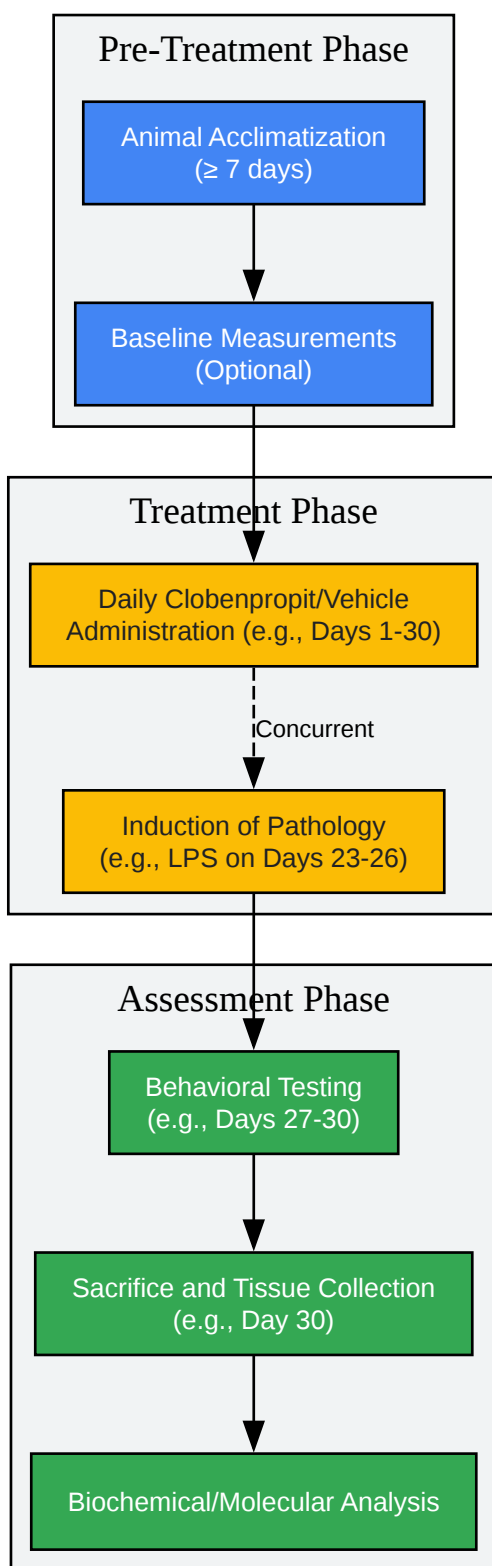 Pre-Treatment Phase
Animal Acclimatization
(≥ 7 days)
Baseline Measurements
(Optional)
Treatment Phase
Daily Clobenpropit/Vehicle
Administration (e.g., Days 1-30)
Concurrent
Induction of Pathology
(e.g., LPS on Days 23-26)
Assessment Phase
Behavioral Testing
(e.g., Days 27-30)
Sacrifice and Tissue Collection
(e.g., Day 30)
Biochemical/Molecular Analysis